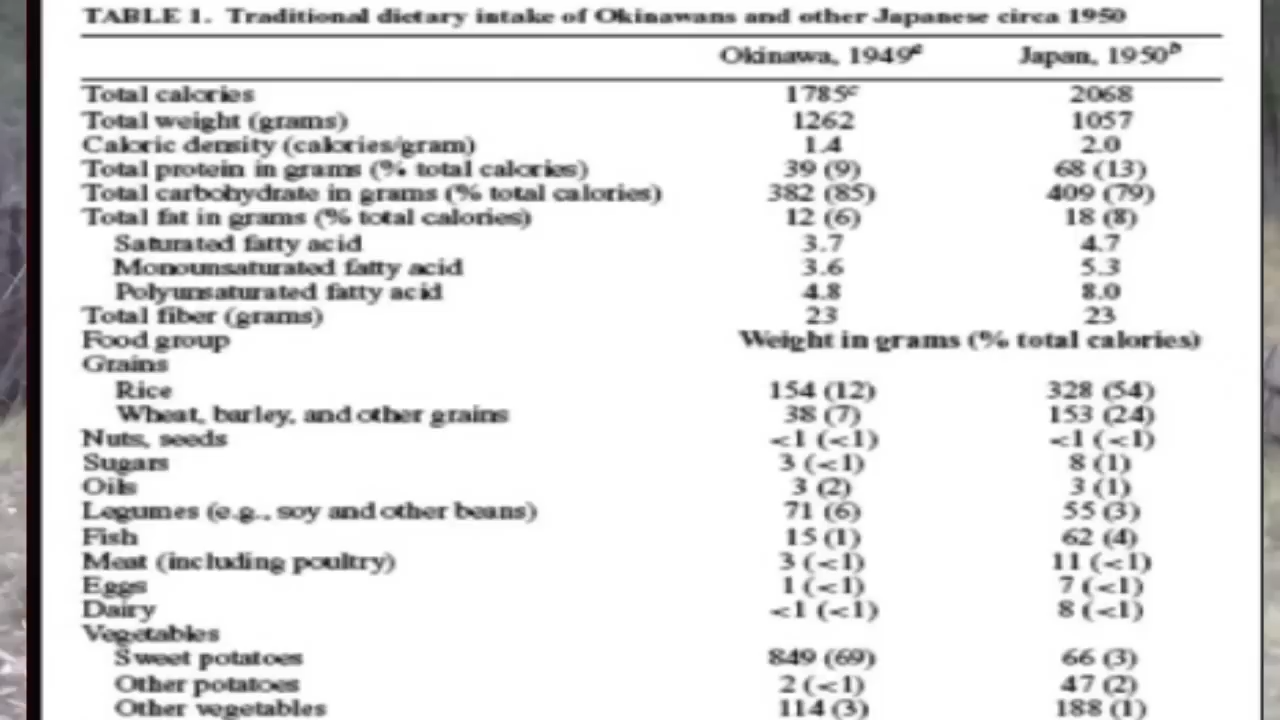 TABLE 1. Traditional dietary intake of Okinawans and other Japanese circa 1950
Okinawa, 1949ᵃ Japan, 1950ᵇ
Total calories 1785ᶜ 2068
Total weight (grams) 1262 1057
Caloric density (calories/gram) 1.4 2.0
Total protein in grams (% total calories) 39 (9) 68 (13)
Total carbohydrate in grams (% total calories) 382 (85) 409 (79)
Total fat in grams (% total calories) 12 (6) 18 (8)
Saturated fatty acid 3.7 4.7
Monounsaturated fatty acid 3.6 5.3
Polyunsaturated fatty acid 4.8 8.0
Total fiber (grams) 23 23
Food group Weight in grams (% total calories)
Grains
Rice 154 (12) 328 (54)
Wheat, barley, and other grains 38 (7) 153 (24)
Nuts, seeds <1 (<1) <1 (<1)
Sugars 3 (<1) 8 (1)
Oils 3 (2) 3 (1)
Legumes (e.g., soy and other beans) 71 (6) 55 (3)
Fish 15 (1) 62 (4)
Meat (including poultry) 3 (<1) 11 (<1)
Eggs 1 (<1) 7 (<1)
Dairy <1 (<1) 8 (<1)
Vegetables
Sweet potatoes 849 (69) 66 (3)
Other potatoes 2 (<1) 47 (2)
Other vegetables 114 (3) 188 (1)